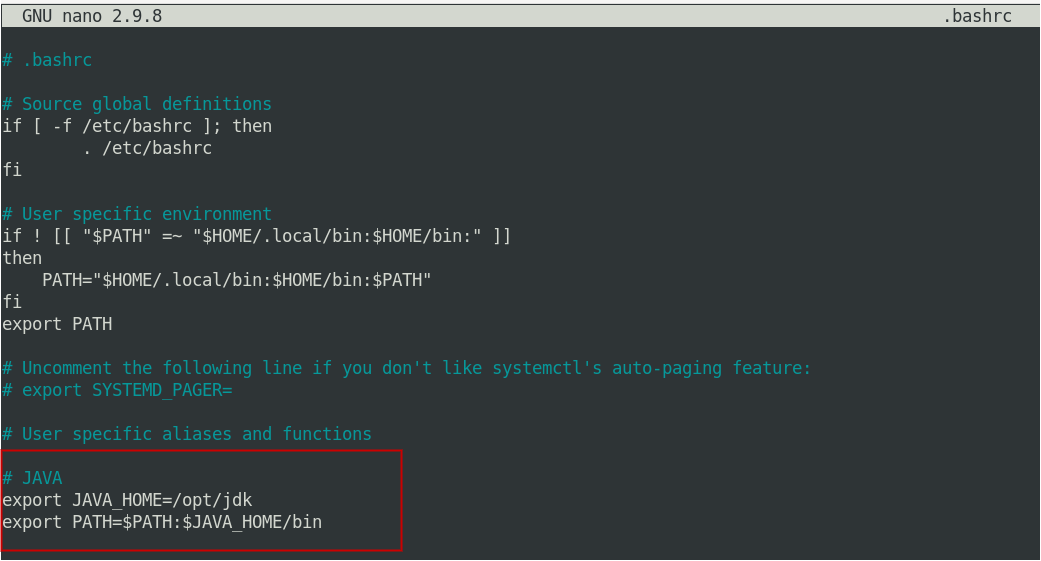 GNU nano 2.9.8 .bashrc
# .bashrc
# Source global definitions
if [ -f /etc/bashrc ]; then
        . /etc/bashrc
fi
# User specific environment
if ! [[ "$PATH" =~ "$HOME/.local/bin:$HOME/bin:" ]]
then
    PATH="$HOME/.local/bin:$HOME/bin:$PATH"
fi
export PATH
# Uncomment the following line if you don't like systemctl's auto-paging feature:
# export SYSTEMD_PAGER=
# User specific aliases and functions
# JAVA
export JAVA_HOME=/opt/jdk
export PATH=$PATH:$JAVA_HOME/bin